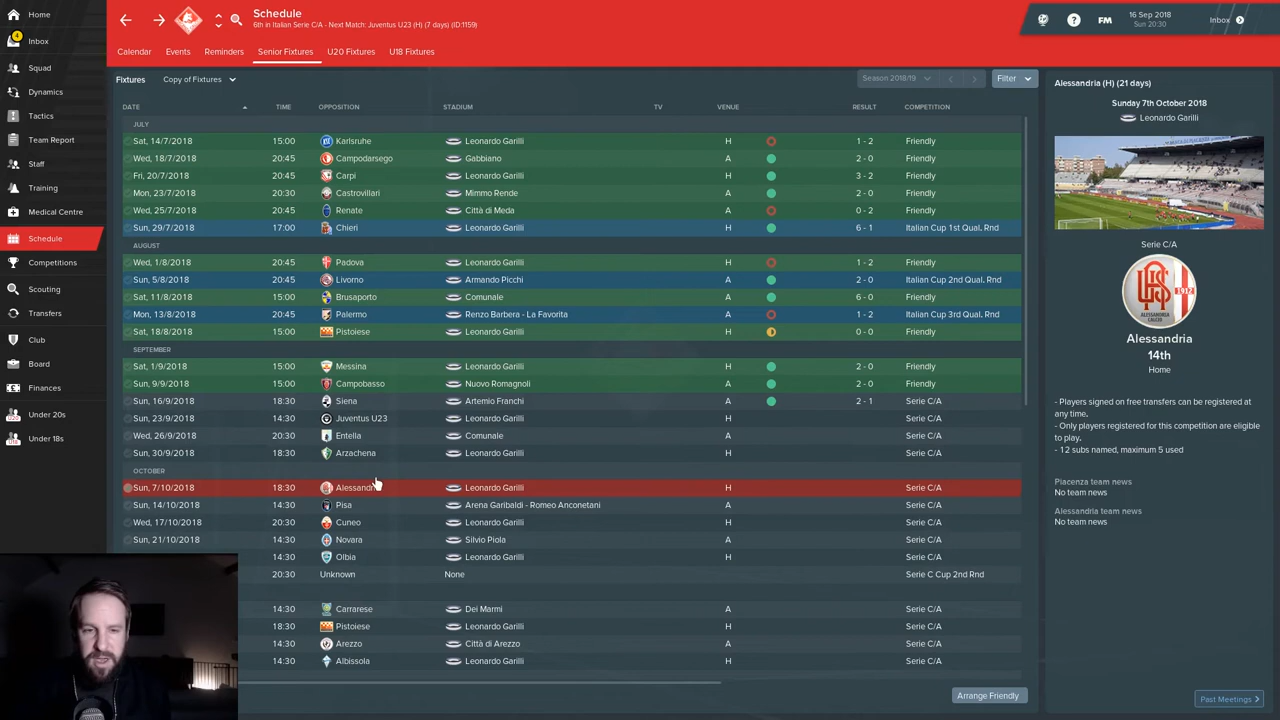 Home
4
Inbox
Squad
Dynamics
Tactics
Team Report
Staff
Training
Medical Centre
Schedule
Competitions
Scouting
Transfers
Club
Board
Finances
Under 20s
Under 18s
Schedule
6th in Italian Serie C/A - Next Match: Juventus U23 (H) (7 days) (ID:1159)
?
FM
16 Sep 2018
Sun 20:30
Inbox
Calendar Events Reminders Senior Fixtures U20 Fixtures U18 Fixtures
Fixtures Copy of Fixtures Season 2018/19 Filter
DATE TIME OPPOSITION STADIUM TV VENUE RESULT COMPETITION
JULY
Sat, 14/7/2018 15:00 Karlsruhe Leonardo Garilli H 1 - 2 Friendly
Wed, 18/7/2018 20:45 Campodarsego Gabbiano A 2 - 0 Friendly
Fri, 20/7/2018 20:45 Carpi Leonardo Garilli H 3 - 2 Friendly
Mon, 23/7/2018 20:30 Castrovillari Mimmo Rende A 2 - 0 Friendly
Wed, 25/7/2018 20:45 Renate Città di Meda A 0 - 2 Friendly
Sun, 29/7/2018 17:00 Chieri Leonardo Garilli H 6 - 1 Italian Cup 1st Qual. Rnd
AUGUST
Wed, 1/8/2018 20:45 Padova Leonardo Garilli H 1 - 2 Friendly
Sun, 5/8/2018 20:45 Livorno Armando Picchi A 2 - 0 Italian Cup 2nd Qual. Rnd
Sat, 11/8/2018 15:00 Brusaporto Comunale A 6 - 0 Friendly
Mon, 13/8/2018 20:45 Palermo Renzo Barbera - La Favorita A 1 - 2 Italian Cup 3rd Qual. Rnd
Sat, 18/8/2018 15:00 Pistoiese Leonardo Garilli H 0 - 0 Friendly
SEPTEMBER
Sat, 1/9/2018 15:00 Messina Leonardo Garilli H 2 - 0 Friendly
Sun, 9/9/2018 15:00 Campobasso Nuovo Romagnoli A 2 - 0 Friendly
Sun, 16/9/2018 18:30 Siena Artemio Franchi A 2 - 1 Serie C/A
Sun, 23/9/2018 14:30 Juventus U23 Leonardo Garilli H Serie C/A
Wed, 26/9/2018 20:30 Entella Comunale A Serie C/A
Sun, 30/9/2018 18:30 Arzachena Leonardo Garilli H Serie C/A
OCTOBER
Sun, 7/10/2018 18:30 Alessandria Leonardo Garilli H Serie C/A
Sun, 14/10/2018 14:30 Pisa Arena Garibaldi - Romeo Anconetani A Serie C/A
Wed, 17/10/2018 20:30 Cuneo Leonardo Garilli H Serie C/A
Sun, 21/10/2018 14:30 Novara Silvio Piola A Serie C/A
14:30 Olbia Leonardo Garilli H Serie C/A
20:30 Unknown None Serie C Cup 2nd Rnd
14:30 Carrarese Dei Marmi A Serie C/A
18:30 Pistoiese Leonardo Garilli H Serie C/A
14:30 Arezzo Città di Arezzo A Serie C/A
14:30 Albissola Leonardo Garilli H Serie C/A
Arrange Friendly
Alessandria (H) (21 days)
Sunday 7th October 2018
Leonardo Garilli
Serie C/A
1912
ALESSANDRIA
CALCIO
Alessandria
14th
Home
- Players signed on free transfers can be registered at
any time.
- Only players registered for this competition are eligible
to play.
- 12 subs named, maximum 5 used
Piacenza team news
No team news
Alessandria team news
No team news
Past Meetings